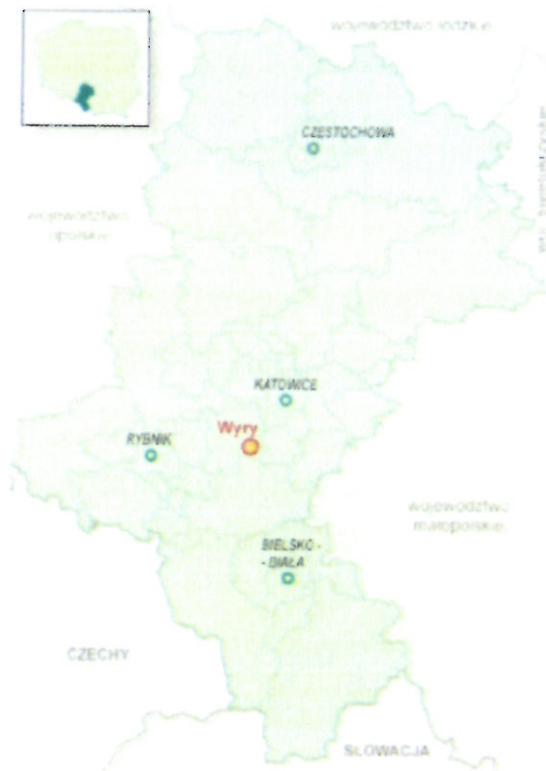 województwo łódzkie
CZĘSTOCHOWA
województwo
opolskie
KATOWICE
Wyry
RYBNIK
województwo
małopolskie
BIELSKO -
- BIAŁA
CZECHY
SŁOWACJA